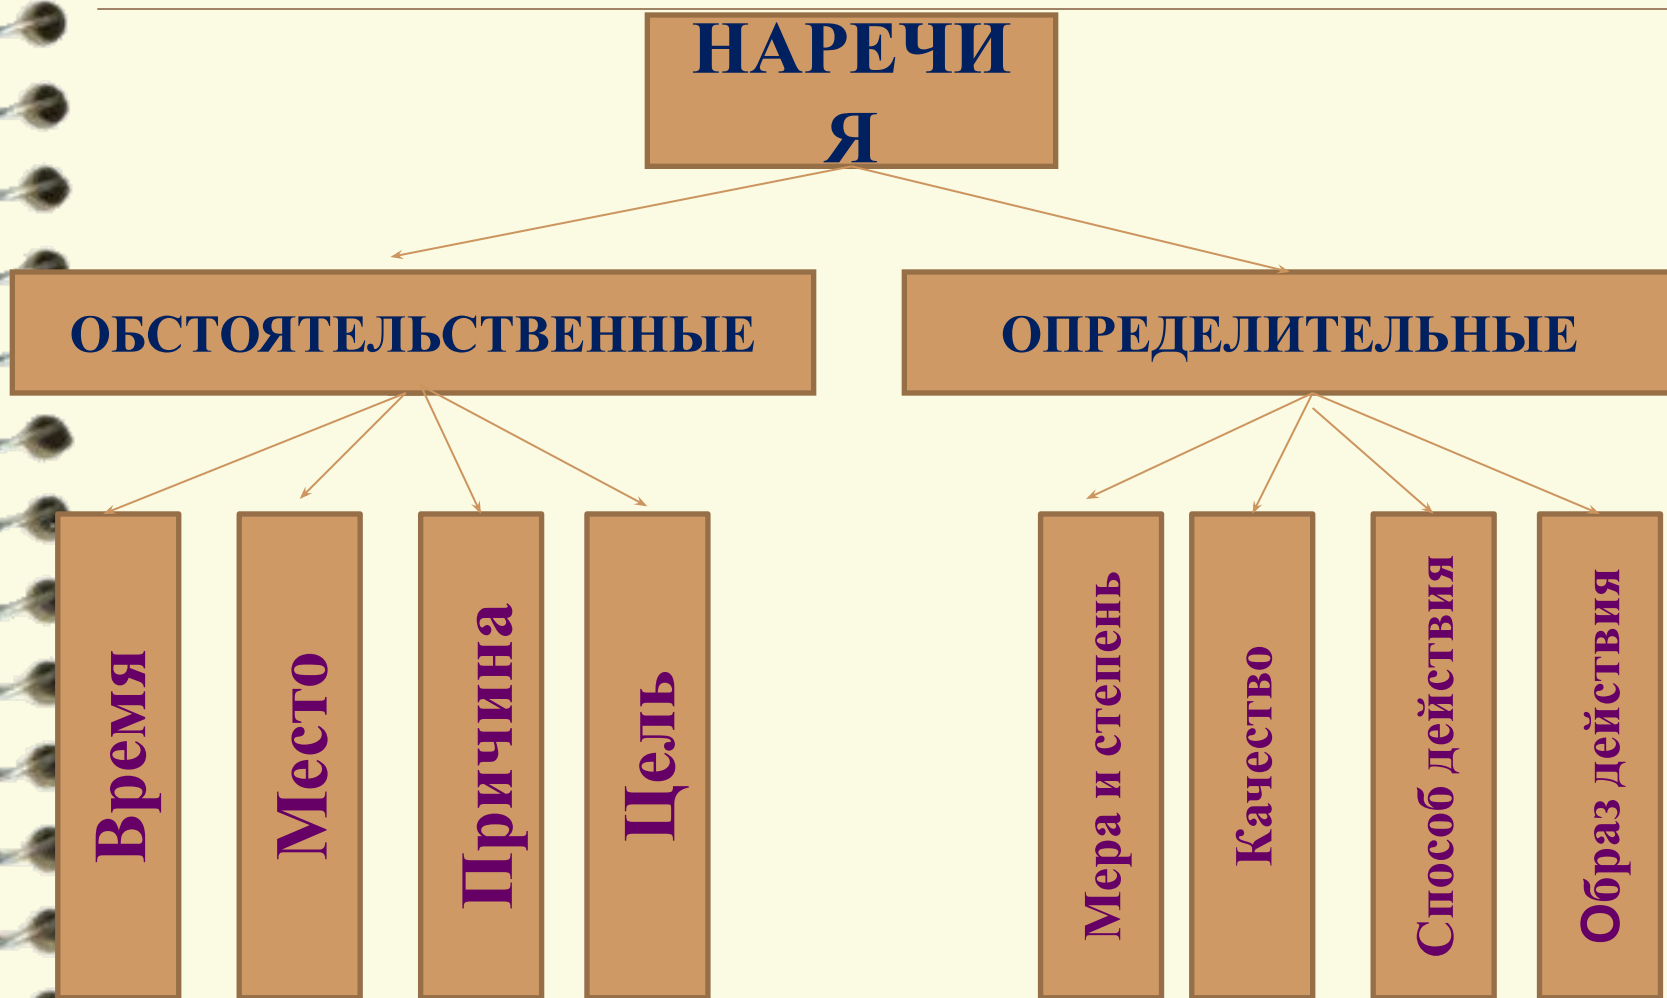 НАРЕЧИ
Я
ОБСТОЯТЕЛЬСТВЕННЫЕ
ОПРЕДЕЛИТЕЛЬНЫЕ
Время
Место
Причина
Цель
Мера и степень
Качество
Способ действия
Образ действия